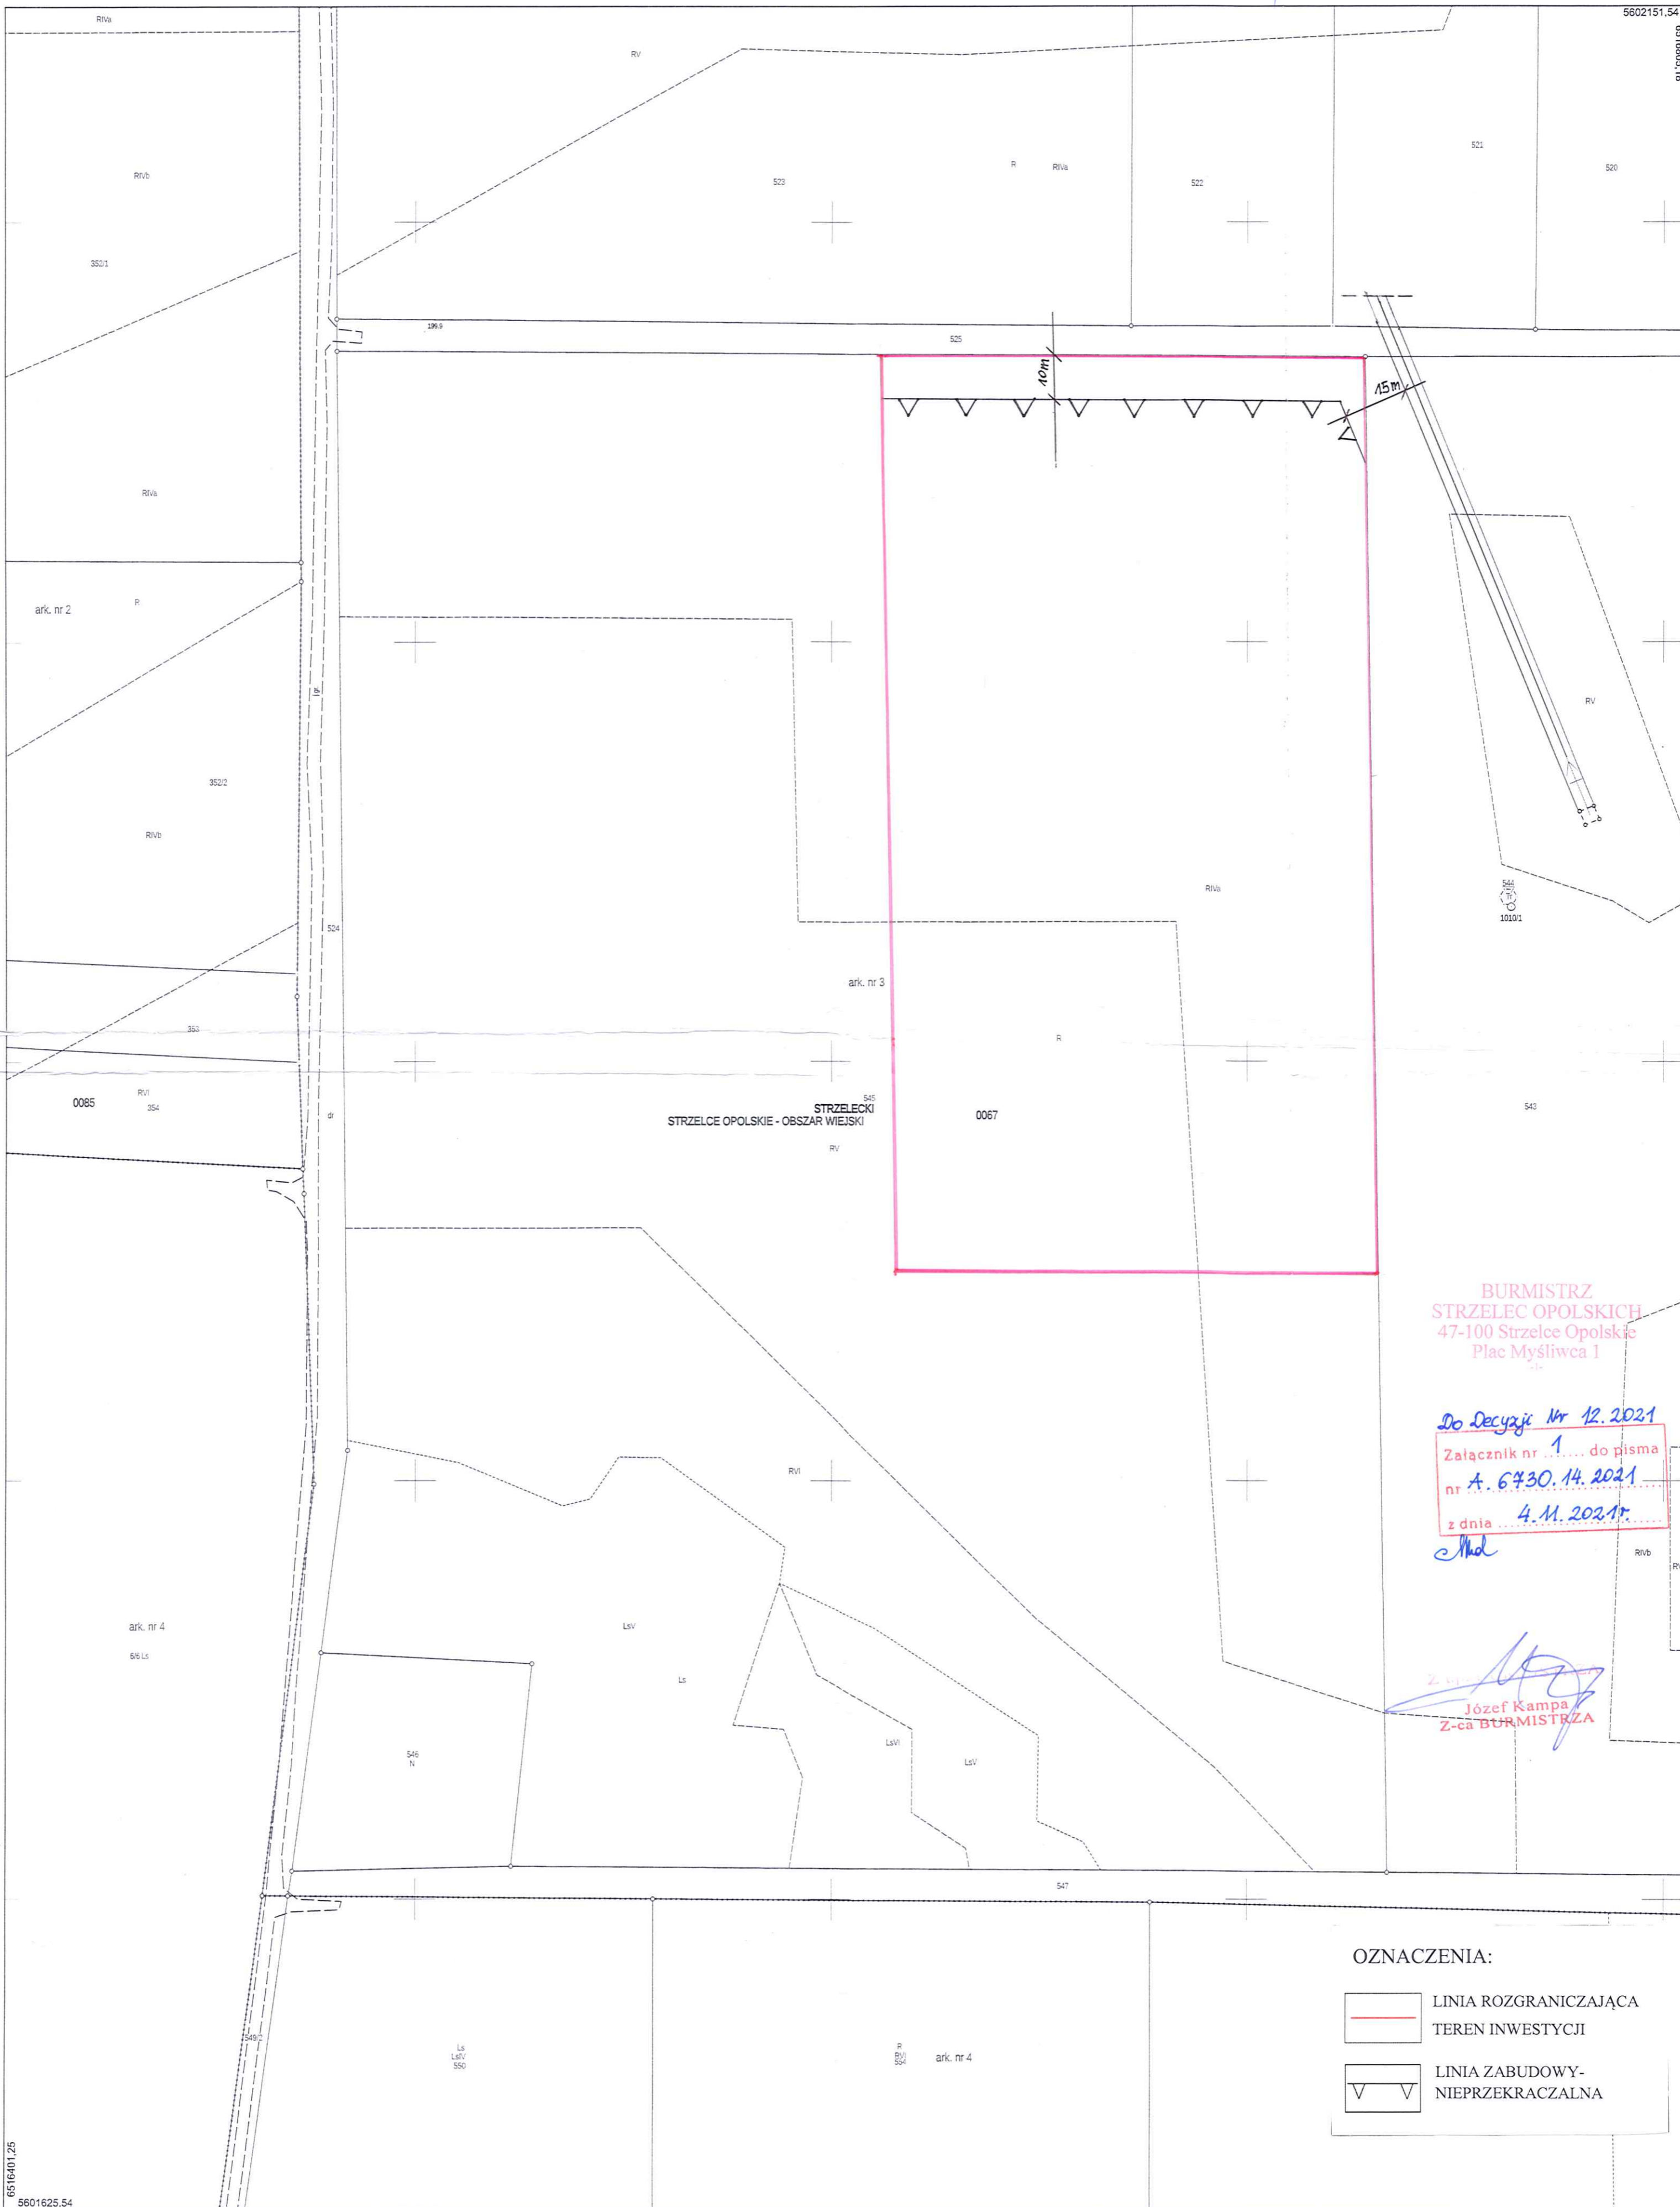 5602151,54
RIVa
RV
RIVb
523
R
RIVa
522
521
520
352/1
199.9
525
10m
15m
RIVa
ark. nr 2
R
dr
RV
352/2
RIVb
RIVa
544
1010/1
524
ark. nr 3
353
R
0085
RVI
354
dr
545
STRZELECKI
STRZELCE OPOLSKIE - OBSZAR WIEJSKI
0067
543
RV
BURMISTRZ
STRZELEC OPOLSKICH
47-100 Strzelce Opolskie
Plac Myśliwca 1
-1-
Do Decyzji Nr 12.2021
Załącznik nr 1 do pisma
nr A. 6730.14.2021
z dnia 4.11.2021r.
RVI
RIVb
ark. nr 4
6/6 Ls
LsV
Ls
Józef Kampa
Z-ca BURMISTRZA
546
N
LsVI
LsV
547
OZNACZENIA:
LINIA ROZGRANICZAJĄCA
TEREN INWESTYCJI
LINIA ZABUDOWY-
NIEPRZEKRACZALNA
549/2
Ls
LsIV
550
R
RVI
554
ark. nr 4
6516401,25
5601625,54